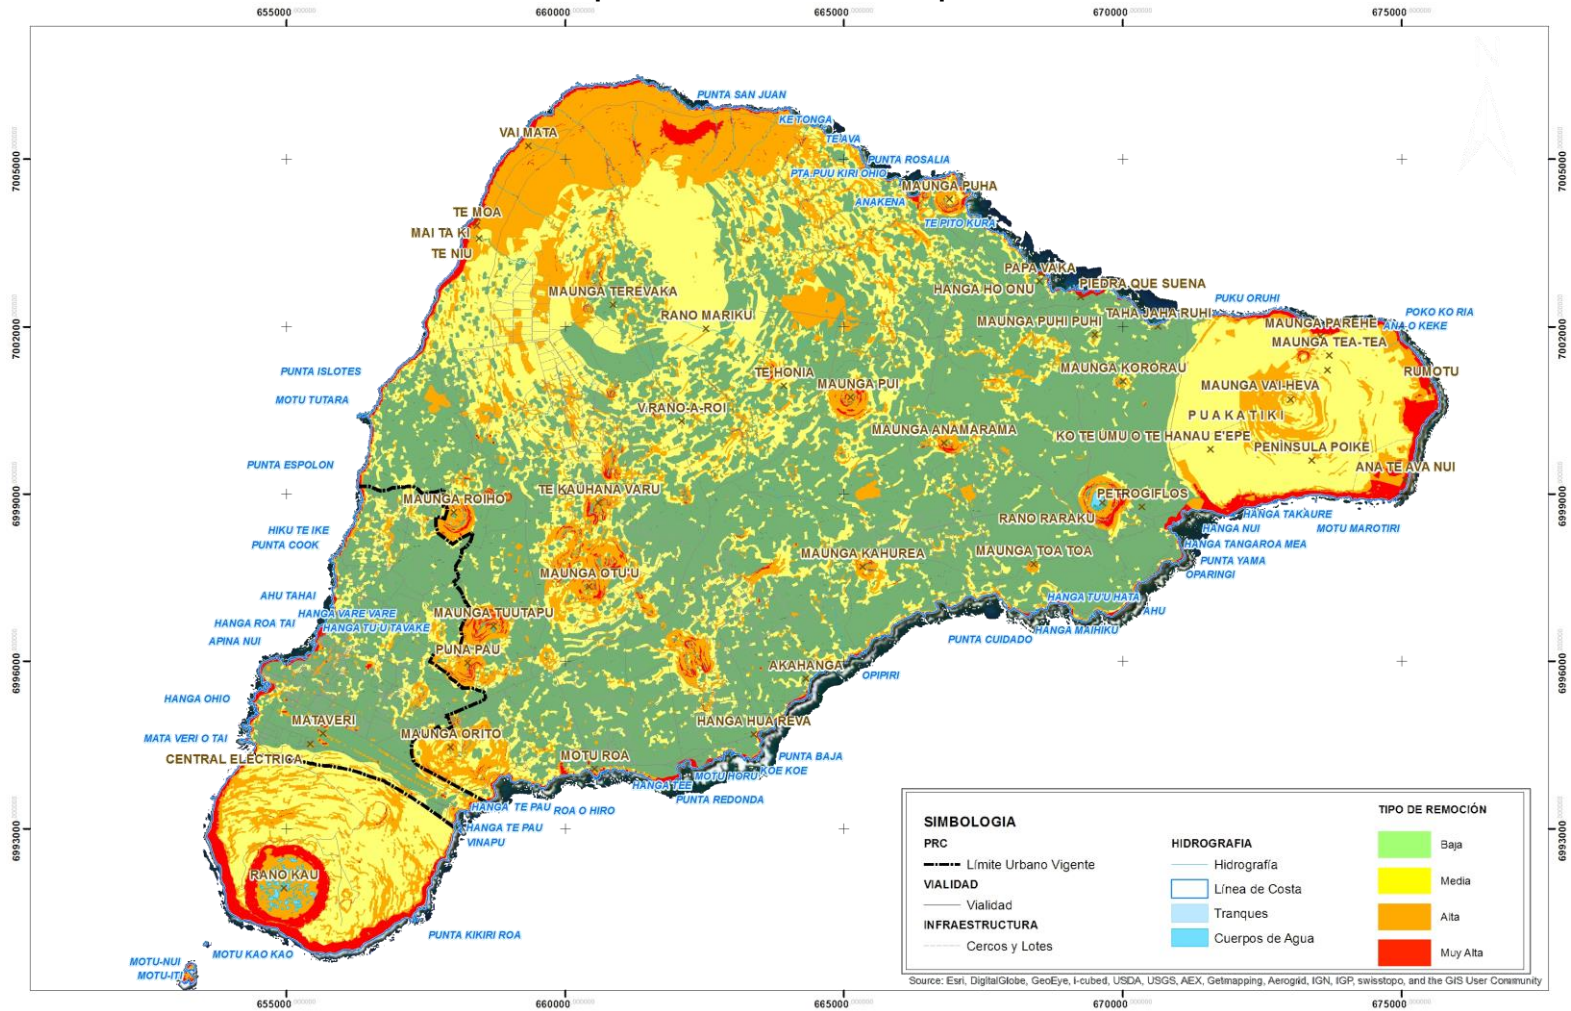 655000
660000
665000
670000
675000
7005000
7005000
PUNTA SAN JUAN
KE TONGA
VAI MATA
TE AVA
PUNTA ROSALIA
PTA.PUU KIRI OHIO
MAUNGA PUHA
ANAKENA
TE MOA
TE PITO KURA
MAI TA KI
TE NIU
PAPA VAKA
HANGA HO ONU
PIEDRA QUE SUENA
MAUNGA TEREVAKA
PUKU ORUHI
RANO MARIKU
TAHA JAHA RUHI
POKO KO RIA
MAUNGA PUHI PUHI
MAUNGA PAREHE
ANA O KEKE
7002000
7002000
MAUNGA TEA-TEA
PUNTA ISLOTES
TE HONIA
MAUNGA KORORAU
RUMOTU
MAUNGA PUI
MAUNGA VAI-HEVA
MOTU TUTARA
V.RANO-A-ROI
PUAKATIKI
MAUNGA ANAMARAMA
KO TE UMU O TE HANAU E'EPE
PENÍNSULA POIKE
PUNTA ESPOLON
ANA TE AVA NUI
MAUNGA ROIHO
TE KAUHANA VARU
PETROGIFLOS
6999000
6999000
RANO RARAKU
HANGA TAKAURE
HIKU TE IKE
HANGA NUI
MOTU MAROTIRI
PUNTA COOK
HANGA TANGAROA MEA
MAUNGA KAHUREA
MAUNGA TOA TOA
PUNTA YAMA
MAUNGA OTU'U
OPARINGI
AHU TAHAI
HANGA TU'U HATA
HANGA VARE VARE
MAUNGA TUUTAPU
AHU
HANGA ROA TAI
HANGA TU'U TAVAKE
HANGA MAIHIKU
APINA NUI
PUNA PAU
PUNTA CUIDADO
6996000
6996000
AKAHANGA
OPIPIRI
HANGA OHIO
MATAVERI
HANGA HUA REVA
MATA VERI O TAI
MAUNGA ORITO
CENTRAL ELECTRICA
MOTU ROA
PUNTA BAJA
MOTU HORU
KOE KOE
HANGA TEE
PUNTA REDONDA
HANGA TE PAU
ROA O HIRO
HANGA TE PAU
VINAPU
6993000
6993000
RANO KAU
PUNTA KIKIRI ROA
MOTU KAO KAO
MOTU-NUI
MOTU-ITI
SIMBOLOGIA
PRC
Límite Urbano Vigente
VIALIDAD
Vialidad
INFRAESTRUCTURA
Cercos y Lotes
HIDROGRAFIA
Hidrografía
Línea de Costa
Tranques
Cuerpos de Agua
TIPO DE REMOCIÓN
Baja
Media
Alta
Muy Alta
Source: Esri, DigitalGlobe, GeoEye, i-cubed, USDA, USGS, AEX, Getmapping, Aerogrid, IGN, IGP, swisstopo, and the GIS User Community
655000
660000
665000
670000
675000